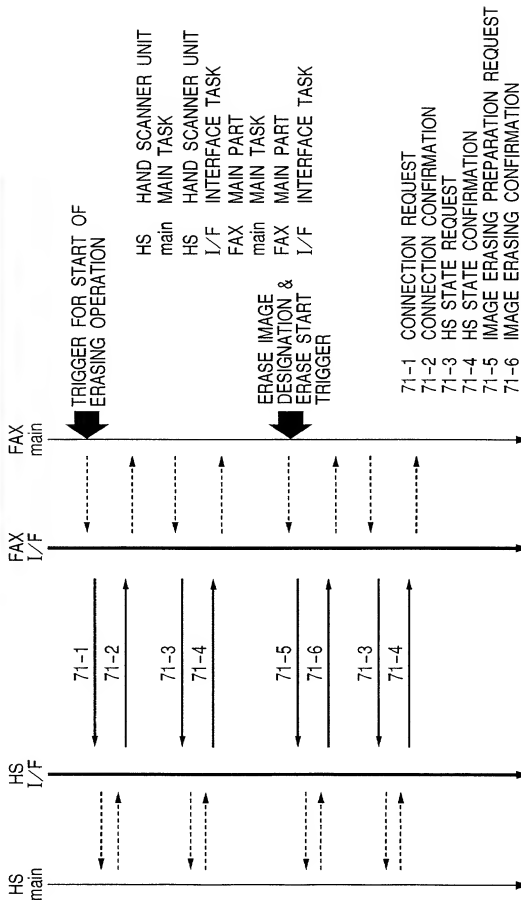 HS
main
HS
I/F
FAX
I/F
FAX
main
TRIGGER FOR START OF
ERASING OPERATION
71-1
71-2
71-3
71-4
ERASE IMAGE
DESIGNATION &
ERASE START
TRIGGER
71-5
71-6
71-3
71-4
HS HAND SCANNER UNIT
main MAIN TASK
HS HAND SCANNER UNIT
I/F INTERFACE TASK
FAX MAIN PART
main MAIN TASK
FAX MAIN PART
I/F INTERFACE TASK
71-1 CONNECTION REQUEST
71-2 CONNECTION CONFIRMATION
71-3 HS STATE REQUEST
71-4 HS STATE CONFIRMATION
71-5 IMAGE ERASING PREPARATION REQUEST
71-6 IMAGE ERASING CONFIRMATION